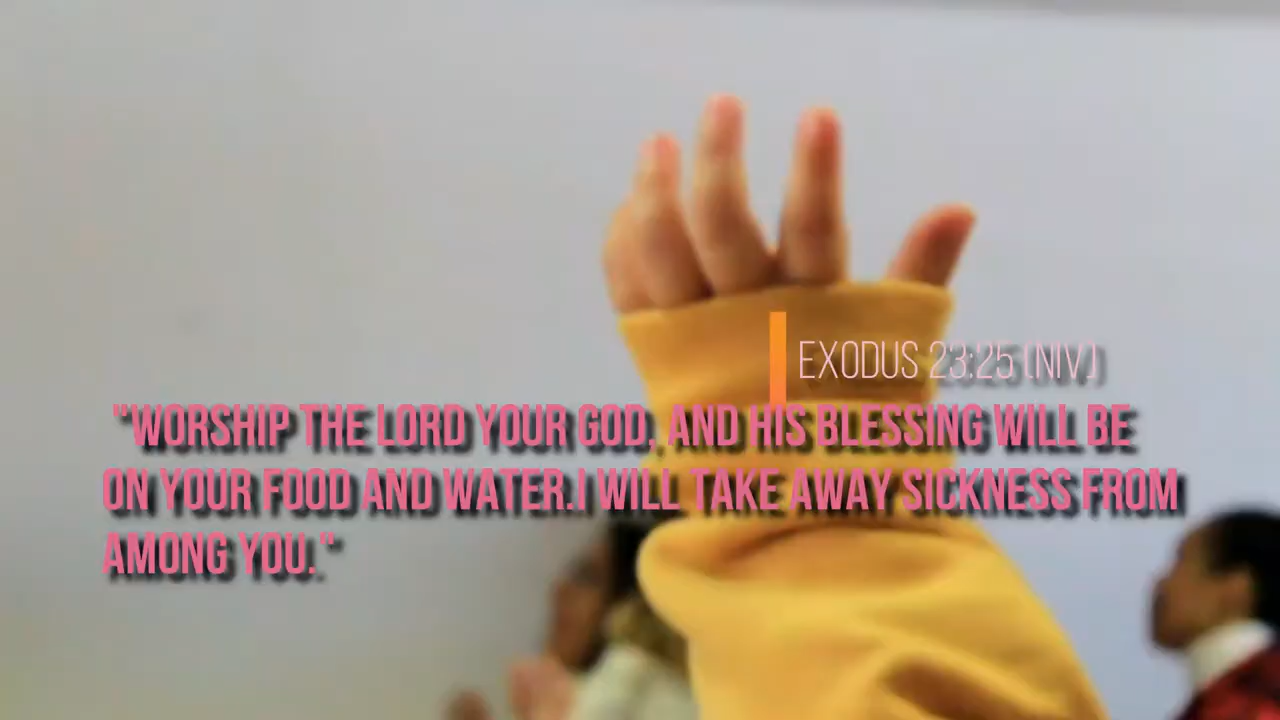 EXODUS 23:25 (NIV)
"WORSHIP THE LORD YOUR GOD, AND HIS BLESSING WILL BE
ON YOUR FOOD AND WATER.I WILL TAKE AWAY SICKNESS FROM
AMONG YOU."